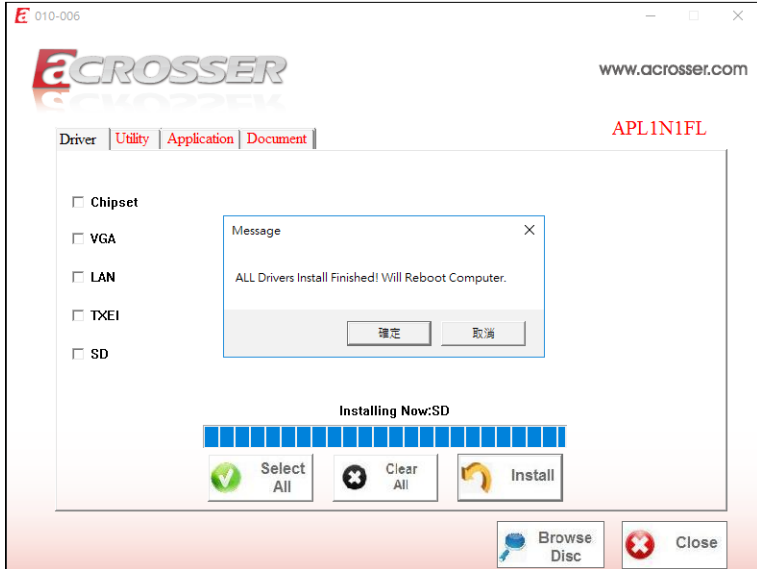 010-006
aCROSSER
www.acrosser.com
APL1N1FL
Driver
Utility
Application
Document
Chipset
VGA
LAN
TXEI
SD
Message
ALL Drivers Install Finished! Will Reboot Computer.
確定
取消
Installing Now:SD
Select All
Clear All
Install
Browse Disc
Close